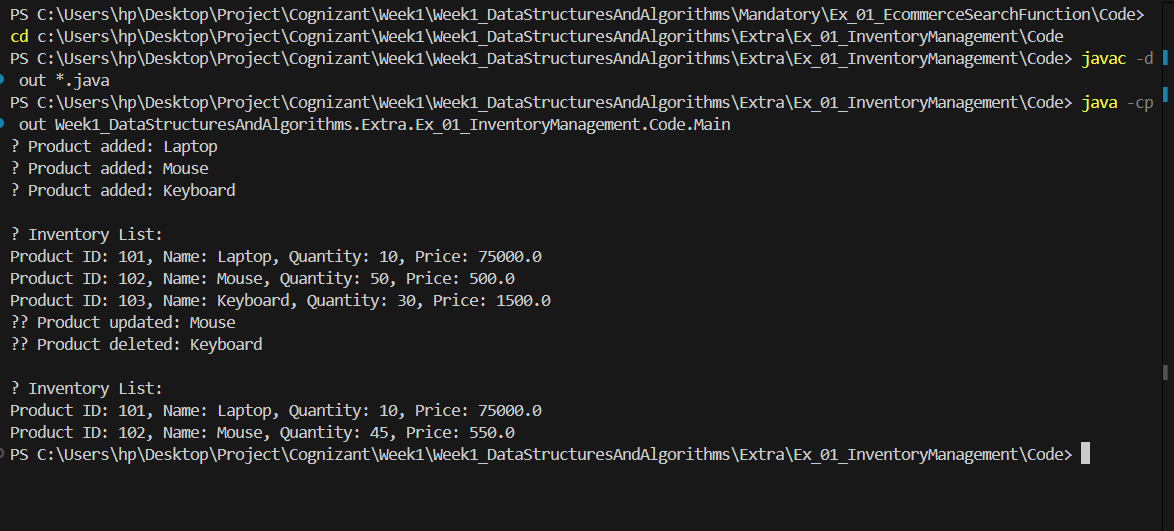 PS C:\Users\hp\Desktop\Project\Cognizant\Week1\Week1_DataStructuresAndAlgorithms\Mandatory\Ex_01_EcommerceSearchFunction\Code>
cd c:\Users\hp\Desktop\Project\Cognizant\Week1\Week1_DataStructuresAndAlgorithms\Extra\Ex_01_InventoryManagement\Code
PS C:\Users\hp\Desktop\Project\Cognizant\Week1\Week1_DataStructuresAndAlgorithms\Extra\Ex_01_InventoryManagement\Code> javac -d
out *.java
PS C:\Users\hp\Desktop\Project\Cognizant\Week1\Week1_DataStructuresAndAlgorithms\Extra\Ex_01_InventoryManagement\Code> java -cp
out Week1_DataStructuresAndAlgorithms.Extra.Ex_01_InventoryManagement.Code.Main
? Product added: Laptop
? Product added: Mouse
? Product added: Keyboard
? Inventory List:
Product ID: 101, Name: Laptop, Quantity: 10, Price: 75000.0
Product ID: 102, Name: Mouse, Quantity: 50, Price: 500.0
Product ID: 103, Name: Keyboard, Quantity: 30, Price: 1500.0
?? Product updated: Mouse
?? Product deleted: Keyboard
? Inventory List:
Product ID: 101, Name: Laptop, Quantity: 10, Price: 75000.0
Product ID: 102, Name: Mouse, Quantity: 45, Price: 550.0
PS C:\Users\hp\Desktop\Project\Cognizant\Week1\Week1_DataStructuresAndAlgorithms\Extra\Ex_01_InventoryManagement\Code>